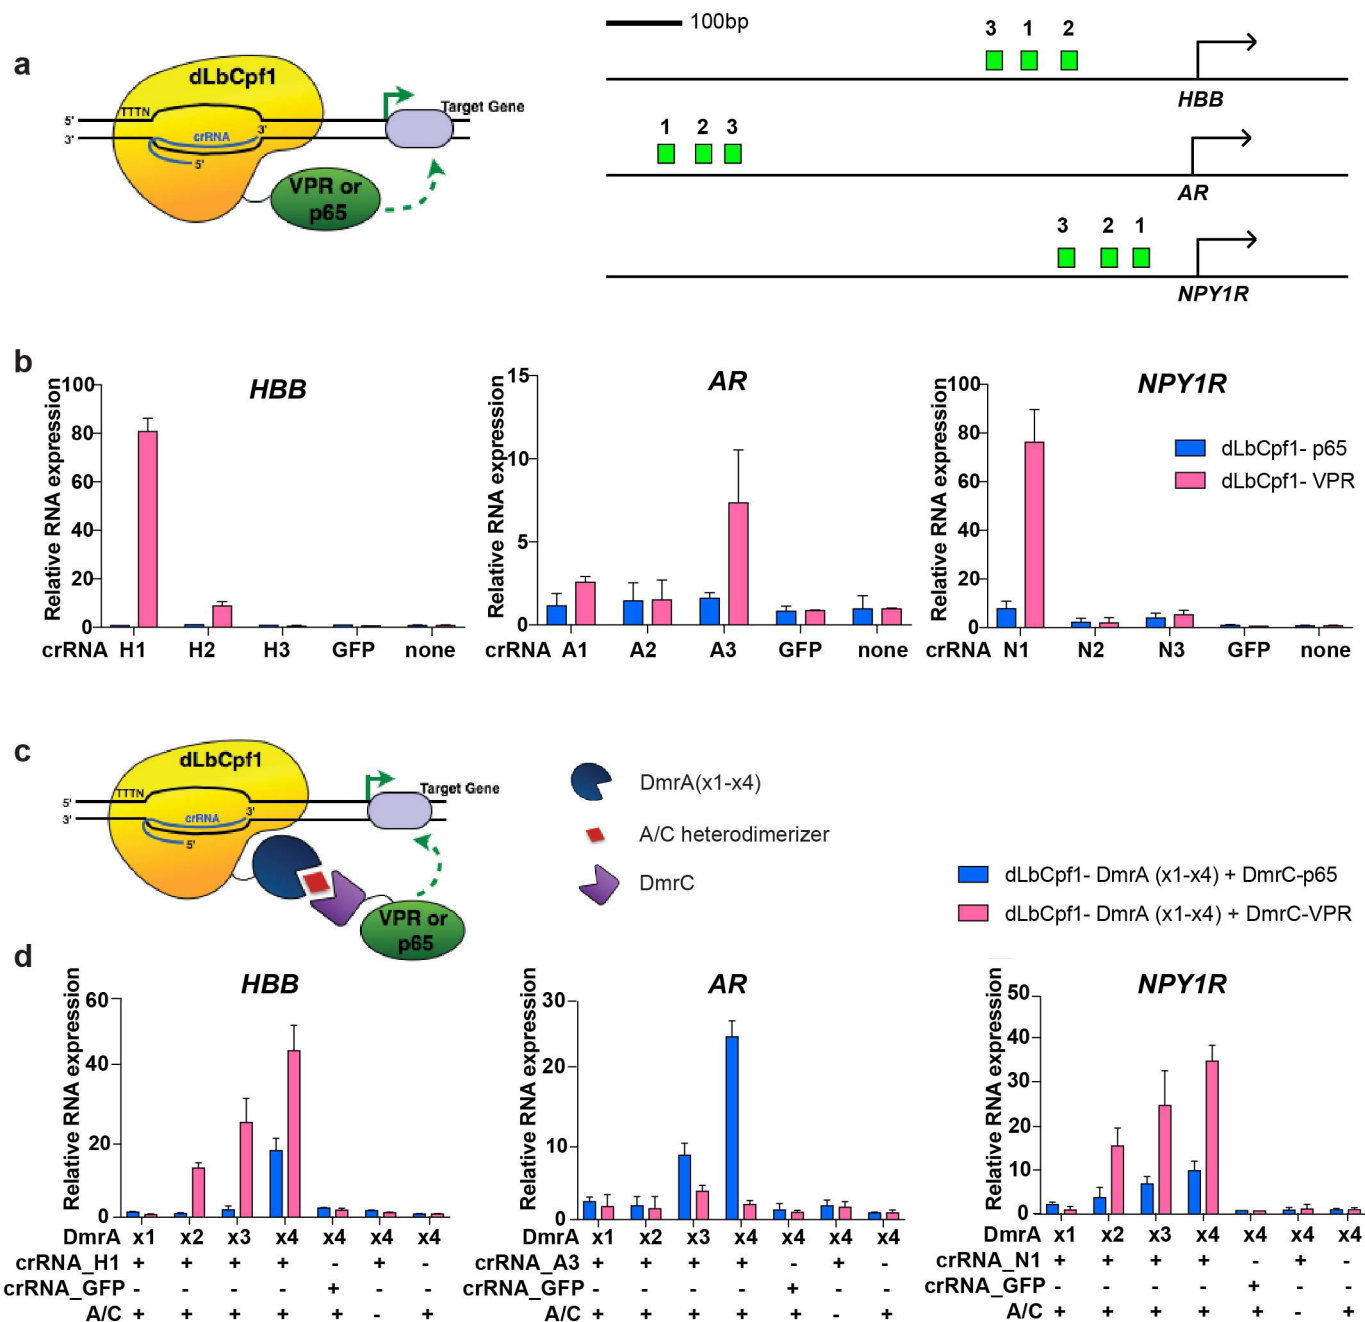 a
dLbCpf1
TTTN
5'
3'
crRNA
3'
5'
Target Gene
VPR or
p65
100bp
3 1 2
HBB
1 2 3
AR
3 2 1
NPY1R
b
HBB
Relative RNA expression
100
80
60
40
20
0
crRNA H1 H2 H3 GFP none
AR
Relative RNA expression
15
10
5
0
crRNA A1 A2 A3 GFP none
NPY1R
Relative RNA expression
100
80
60
40
20
0
crRNA N1 N2 N3 GFP none
dLbCpf1- p65
dLbCpf1- VPR
c
dLbCpf1
TTTN
5'
3'
crRNA
3'
5'
Target Gene
VPR or
p65
DmrA(x1-x4)
A/C heterodimerizer
DmrC
dLbCpf1- DmrA (x1-x4) + DmrC-p65
dLbCpf1- DmrA (x1-x4) + DmrC-VPR
d
HBB
Relative RNA expression
60
40
20
0
DmrA x1 x2 x3 x4 x4 x4 x4
crRNA_H1 + + + + - + -
crRNA_GFP - - - - + - -
A/C + + + + + - +
AR
Relative RNA expression
30
20
10
0
DmrA x1 x2 x3 x4 x4 x4 x4
crRNA_A3 + + + + - + -
crRNA_GFP - - - - + - -
A/C + + + + + - +
NPY1R
Relative RNA expression
50
40
30
20
10
0
DmrA x1 x2 x3 x4 x4 x4 x4
crRNA_N1 + + + + - + -
crRNA_GFP - - - - + - -
A/C + + + + + - +